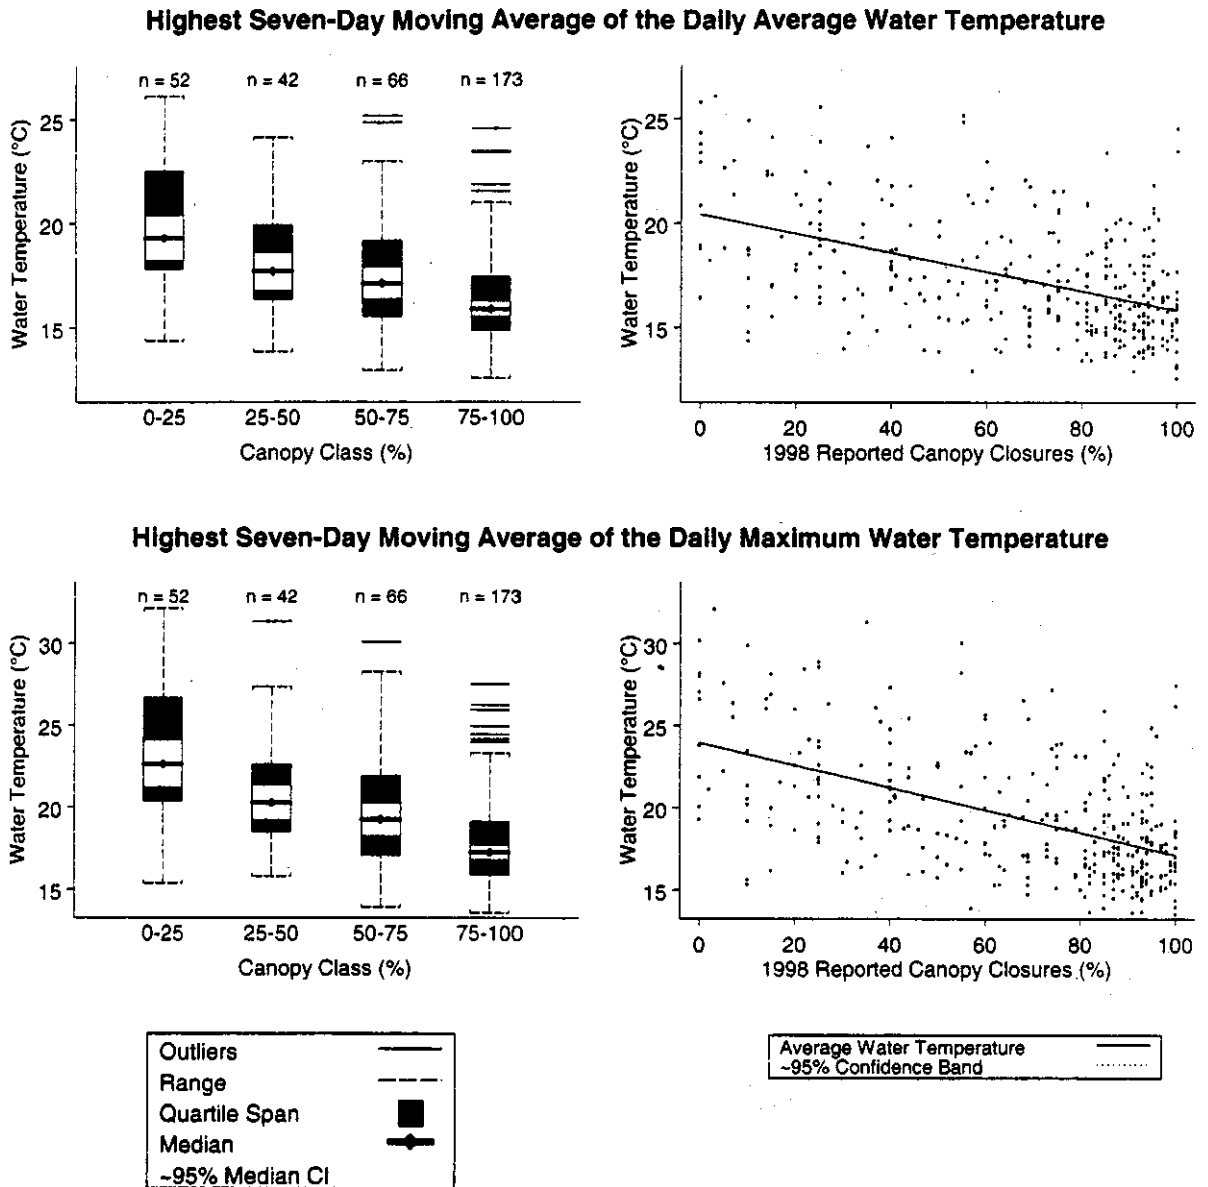 Highest Seven-Day Moving Average of the Daily Average Water Temperature
n = 52 n = 42 n = 66 n = 173
Water Temperature (°C)
25
20
15
0-25 25-50 50-75 75-100
Canopy Class (%)
Water Temperature (°C)
25
20
15
0 20 40 60 80 100
1998 Reported Canopy Closures (%)
Highest Seven-Day Moving Average of the Daily Maximum Water Temperature
n = 52 n = 42 n = 66 n = 173
Water Temperature (°C)
30
25
20
15
0-25 25-50 50-75 75-100
Canopy Class (%)
Water Temperature (°C)
30
25
20
15
0 20 40 60 80 100
1998 Reported Canopy Closures (%)
Outliers
Range
Quartile Span
Median
~95% Median CI
Average Water Temperature
~95% Confidence Band